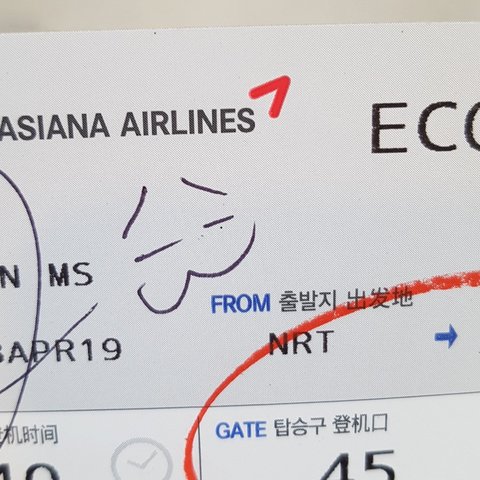 ASIANA AIRLINES
ECO
N MS
FROM 출발지 出发地
APR19
NRT
机时间
GATE 탑승구 登机口
45